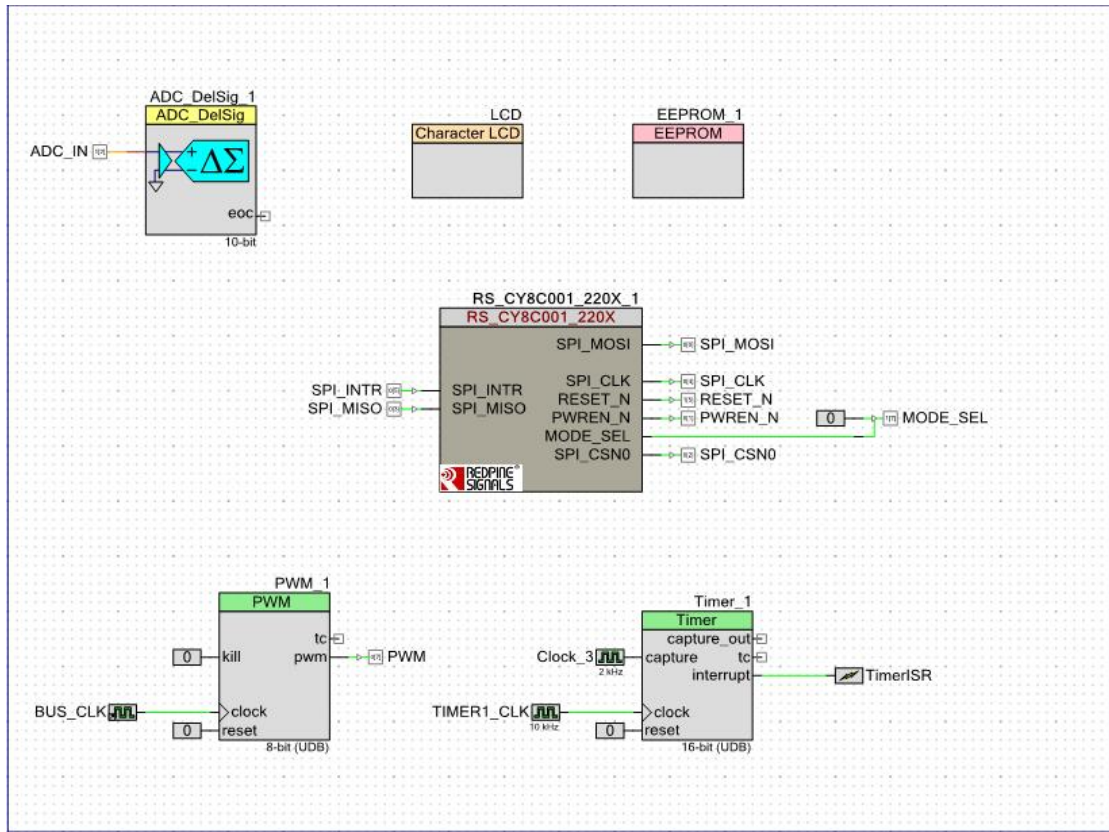 ADC_DelSig_1
ADC_DelSig
ADC_IN
+
−
ΔΣ
eoc
10-bit
LCD
Character LCD
EEPROM_1
EEPROM
RS_CY8C001_220X_1
RS_CY8C001_220X
SPI_MOSI SPI_MOSI
SPI_INTR SPI_INTR SPI_CLK SPI_CLK
SPI_MISO SPI_MISO RESET_N RESET_N
PWREN_N PWREN_N 0 MODE_SEL
MODE_SEL
SPI_CSN0 SPI_CSN0
REDPINE®
SIGNALS
PWM_1
PWM
tc
0 kill pwm PWM
BUS_CLK clock
0 reset
8-bit (UDB)
Timer_1
Timer
capture_out
Clock_3 capture tc
2 kHz
interrupt TimerISR
TIMER1_CLK clock
10 kHz
0 reset
16-bit (UDB)